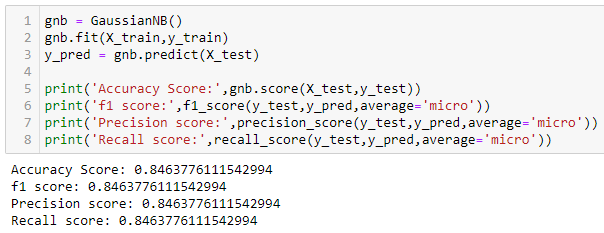 1 gnb = GaussianNB()
2 gnb.fit(X_train,y_train)
3 y_pred = gnb.predict(X_test)
4
5 print('Accuracy Score:',gnb.score(X_test,y_test))
6 print('f1 score:',f1_score(y_test,y_pred,average='micro'))
7 print('Precision score:',precision_score(y_test,y_pred,average='micro'))
8 print('Recall score:',recall_score(y_test,y_pred,average='micro'))
Accuracy Score: 0.8463776111542994
f1 score: 0.8463776111542994
Precision score: 0.8463776111542994
Recall score: 0.8463776111542994